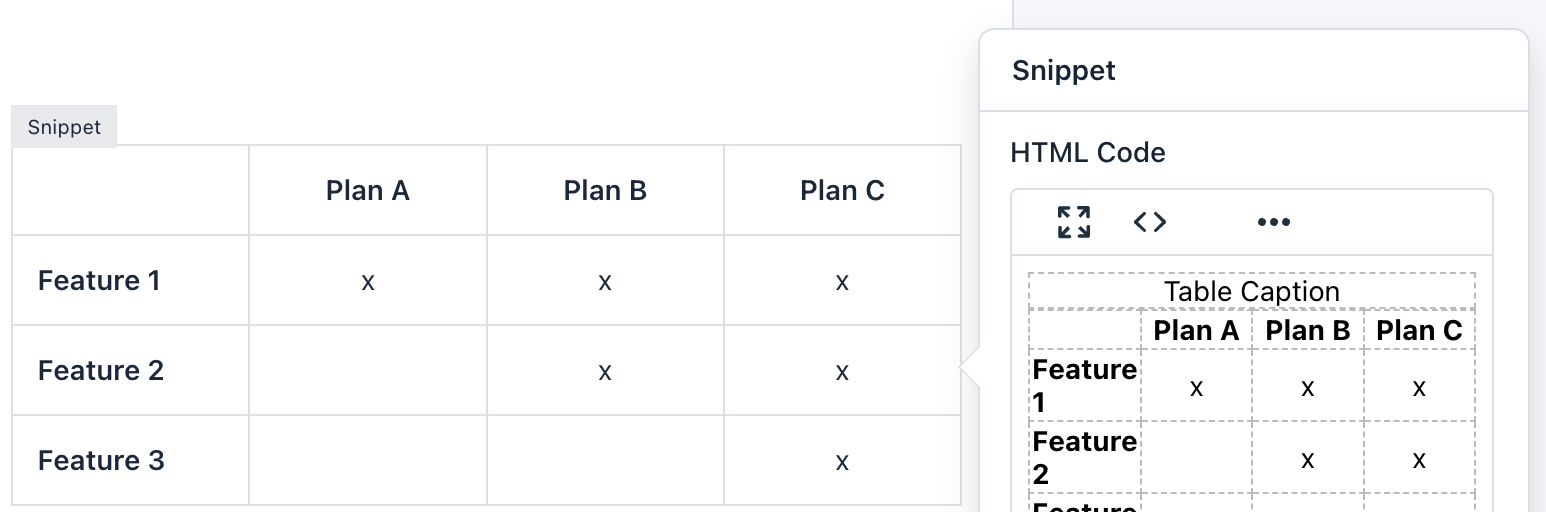 Snippet
Plan A Plan B Plan C
Feature 1 x x x
Feature 2 x x
Feature 3 x
Snippet
HTML Code
Table Caption
Plan A Plan B Plan C
Feature
1 x x x
Feature
2 x x
Feature